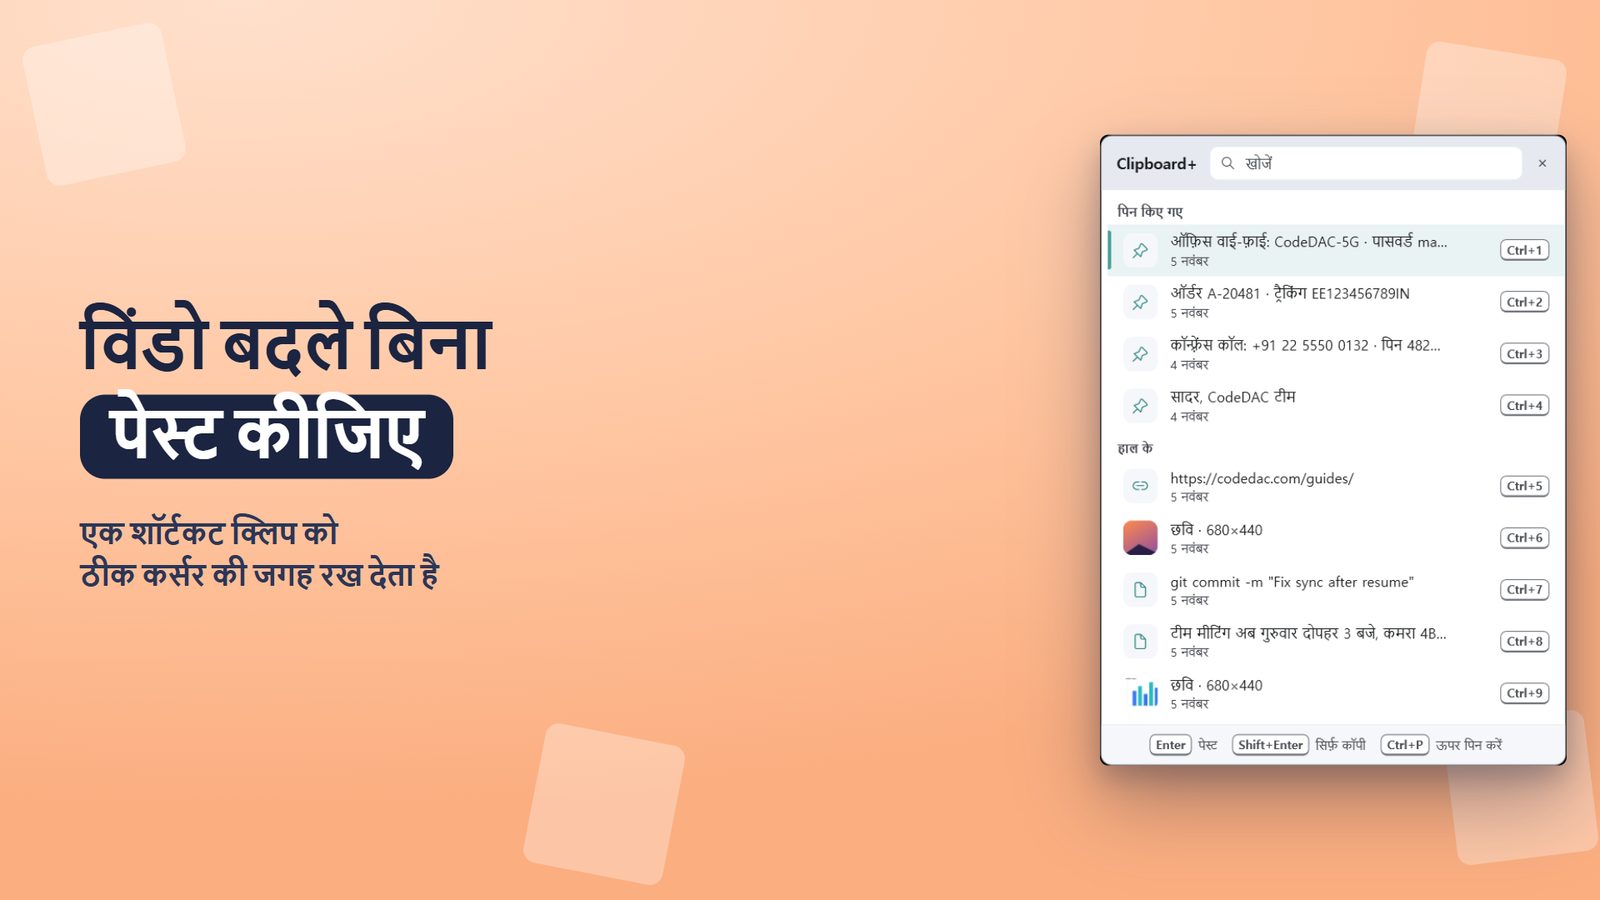 विंडो बदले बिना
पेस्ट कीजिए
एक शॉर्टकट क्लिप को
ठीक कर्सर की जगह रख देता है
Clipboard+
खोजें
×
पिन किए गए
ऑफ़िस वाई-फ़ाई: CodeDAC-5G · पासवर्ड ma...
5 नवंबर
Ctrl+1
ऑर्डर A-20481 · ट्रैकिंग EE123456789IN
5 नवंबर
Ctrl+2
कॉन्फ़्रेंस कॉल: +91 22 5550 0132 · पिन 482...
4 नवंबर
Ctrl+3
सादर, CodeDAC टीम
4 नवंबर
Ctrl+4
हाल के
https://codedac.com/guides/
5 नवंबर
Ctrl+5
छवि · 680×440
5 नवंबर
Ctrl+6
git commit -m "Fix sync after resume"
5 नवंबर
Ctrl+7
टीम मीटिंग अब गुरुवार दोपहर 3 बजे, कमरा 4B...
5 नवंबर
Ctrl+8
छवि · 680×440
5 नवंबर
Ctrl+9
Enter पेस्ट Shift+Enter सिर्फ़ कॉपी Ctrl+P ऊपर पिन करें